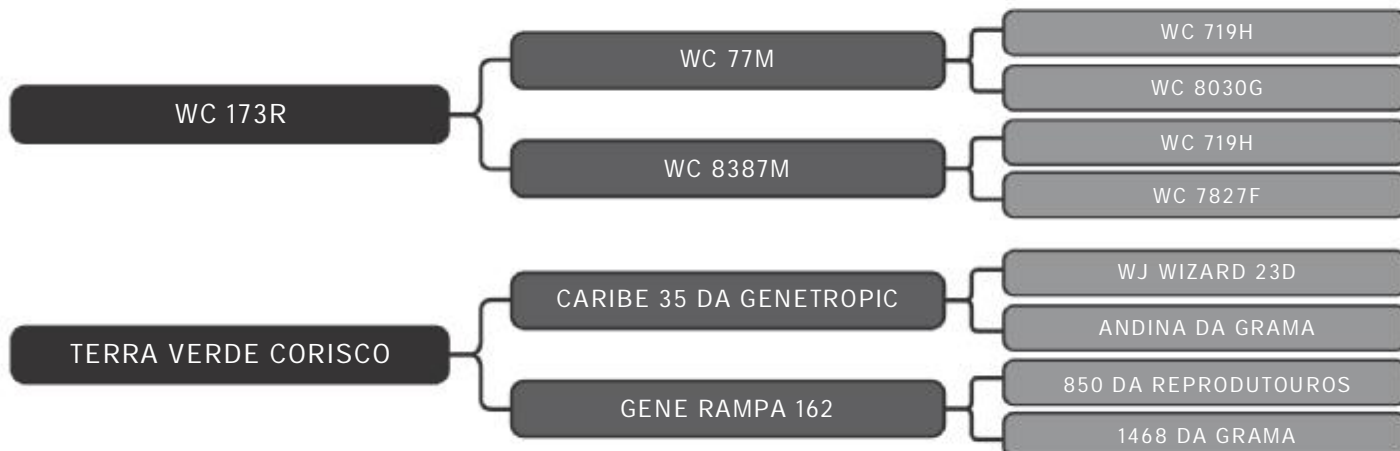 WC 719H
WC 77M
WC 8030G
WC 173R
WC 719H
WC 8387M
WC 7827F
WJ WIZARD 23D
CARIBE 35 DA GENETROPIC
ANDINA DA GRAMA
TERRA VERDE CORISCO
850 DA REPRODUTOUROS
GENE RAMPA 162
1468 DA GRAMA